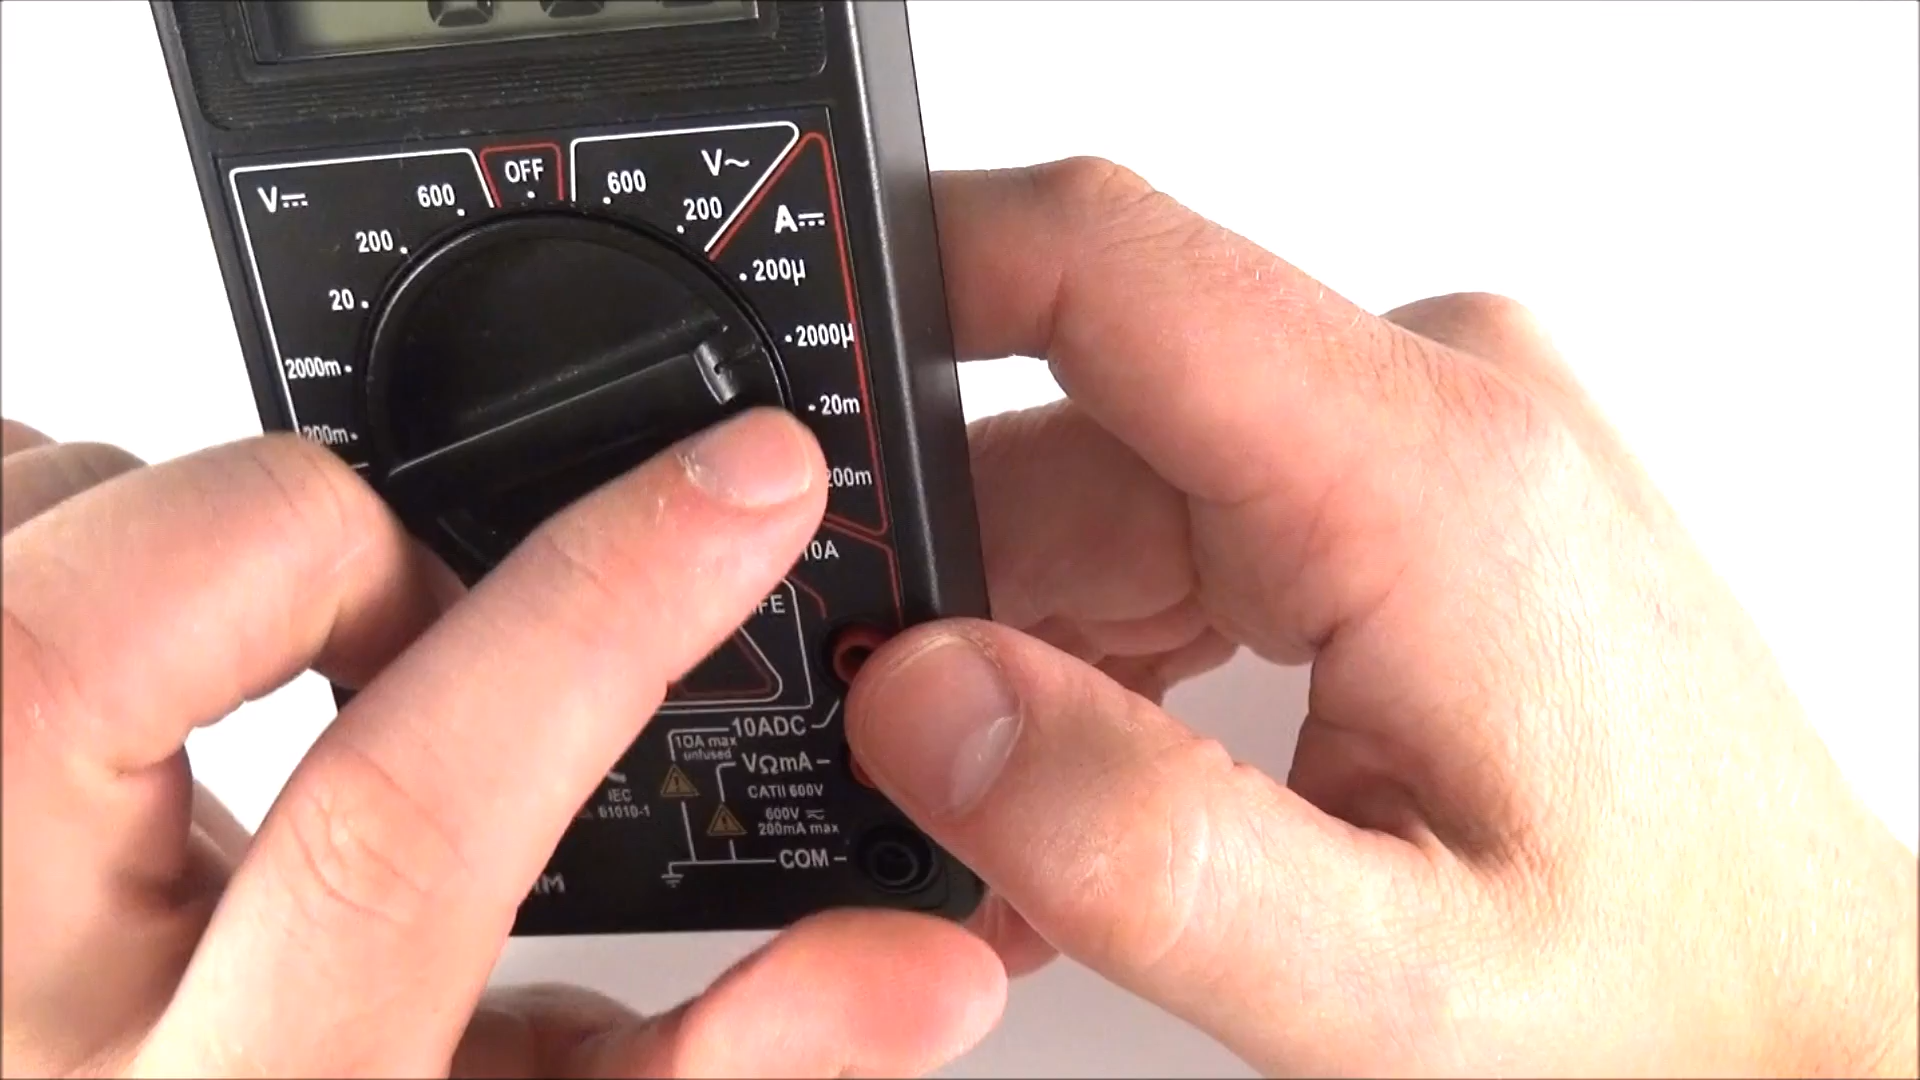 OFF
V⎓ 600
600 V~
200
200
A⎓
20
200µ
2000m
2000µ
200m
20m
200m
10A
10ADC
10A max
unfused
VΩmA
CATII 600V
IEC
61010-1
600V ⎓
200mA max
COM